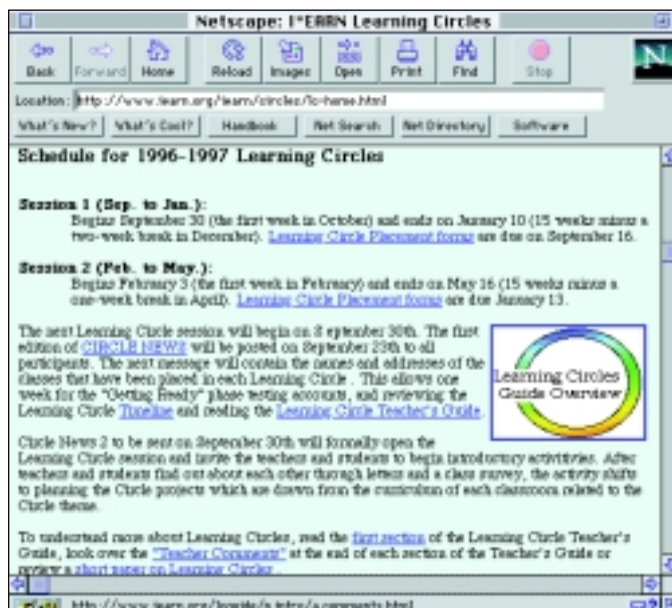 Netscape: I*EARN Learning Circles
Back Forward Home Reload Images Open Print Find Stop
N
Location: http://www.iearn.org/iearn/circles/lc-home.html
What's New? What's Cool? Handbook Net Search Net Directory Software
Schedule for 1996-1997 Learning Circles
Session 1 (Sep. to Jan.):
Begins September 30 (the first week in October) and ends on January 10 (15 weeks minus a
two-week break in December). Learning Circle Placement forms are due on September 16.
Session 2 (Feb. to May.):
Begins February 3 (the first week in February) and ends on May 16 (15 weeks minus a
one-week break in April). Learning Circle Placement forms are due January 13.
The next Learning Circle session will begin on S eptember 30th. The first
edition of CIRCLE NEWS will be posted on September 23th to all
participants. The next message will contain the names and addresses of the
classes that have been placed in each Learning Circle . This allows one
week for the "Getting Ready" phase testing accounts, and reviewing the
Learning Circle Timeline and reading the Learning Circle Teacher's Guide.
Learning Circles
Guide Overview
Circle News 2 to be sent on September 30th will formally open the
Learning Circle session and invite the teachers and students to begin introductory activitivies. After
teachers and students find out about each other through letters and a class survey, the activity shifts
to planning the Circle projects which are drawn from the curriculum of each classroom related to the
Circle theme.
To understand more about Learning Circles, read the first section of the Learning Circle Teacher's
Guide, look over the "Teacher Comments" at the end of each section of the Teacher's Guide or
review a short paper on Learning Circles .